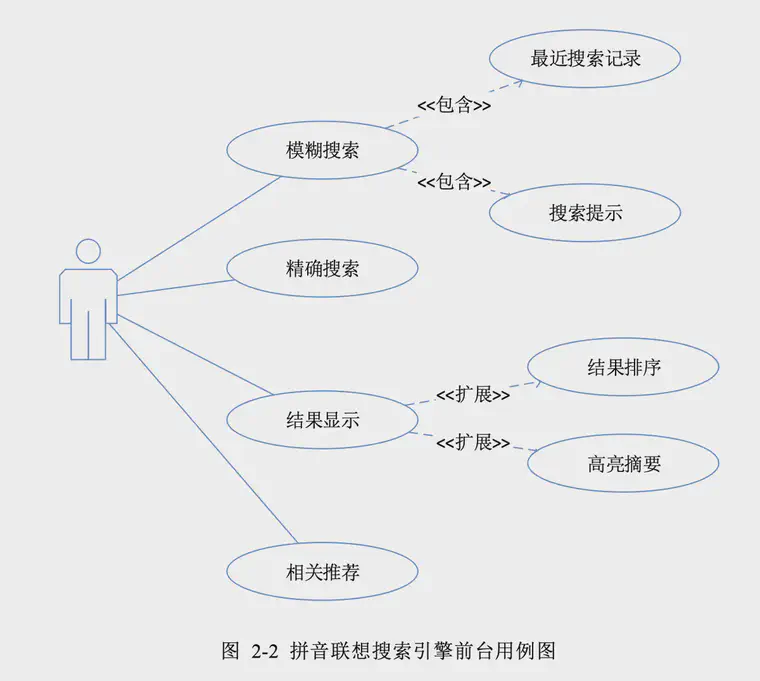 最近搜索记录
<<包含>>
模糊搜索
<<包含>>
搜索提示
精确搜索
结果排序
<<扩展>>
结果显示
<<扩展>>
高亮摘要
相关推荐
图 2-2 拼音联想搜索引擎前台用例图